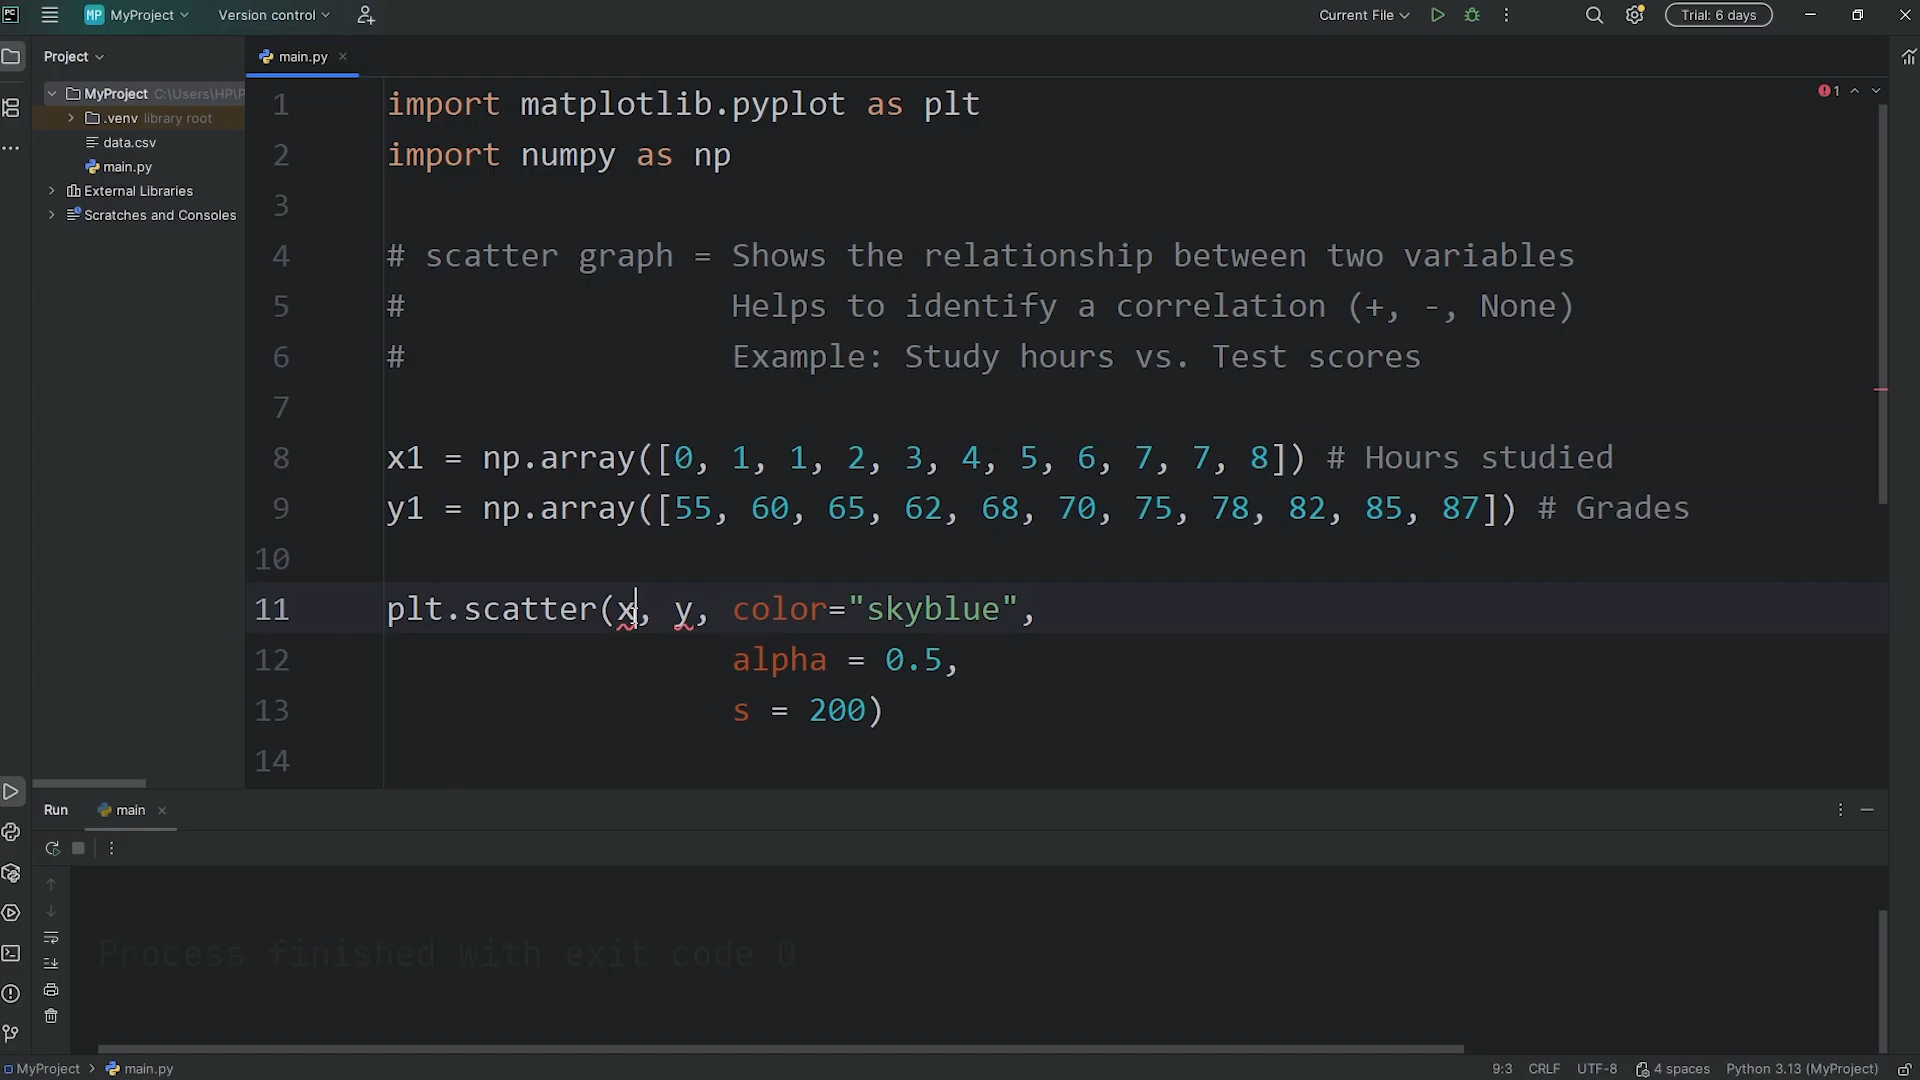 PC
MP MyProject Version control Current File Trial: 6 days
Project main.py
MyProject C:\Users\HP\P
.venv library root
data.csv
main.py
External Libraries
Scratches and Consoles
1
1 import matplotlib.pyplot as plt
2 import numpy as np
3
4 # scatter graph = Shows the relationship between two variables
5 # Helps to identify a correlation (+, -, None)
6 # Example: Study hours vs. Test scores
7
8 x1 = np.array([0, 1, 1, 2, 3, 4, 5, 6, 7, 7, 8]) # Hours studied
9 y1 = np.array([55, 60, 65, 62, 68, 70, 75, 78, 82, 85, 87]) # Grades
10
11 plt.scatter(x, y, color="skyblue",
12 alpha = 0.5,
13 s = 200)
14
Run main
Process finished with exit code 0
MyProject > main.py 9:3 CRLF UTF-8 4 spaces Python 3.13 (MyProject)